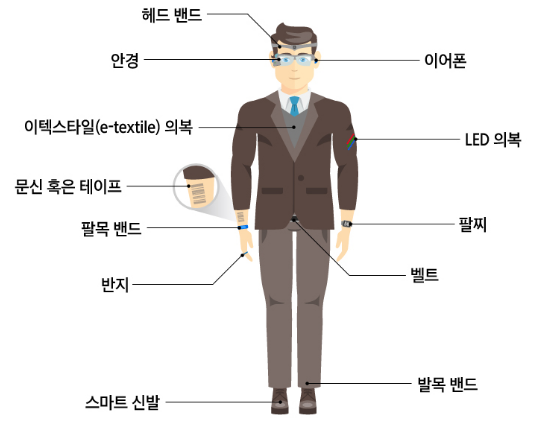 헤드 밴드
안경
이어폰
이텍스타일(e-textile) 의복
LED 의복
문신 혹은 테이프
팔목 밴드
팔찌
반지
벨트
발목 밴드
스마트 신발